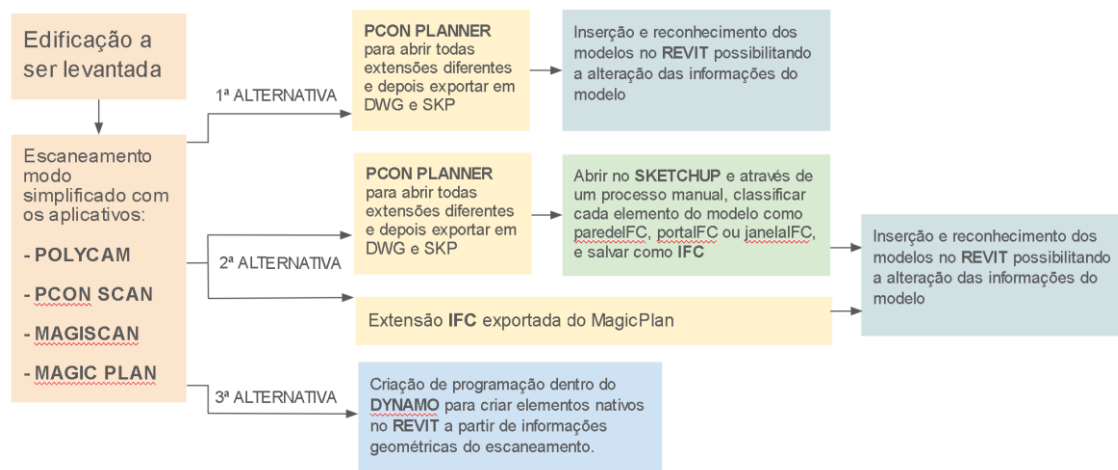 Edificação a
ser levantada
Escaneamento
modo
simplificado com
os aplicativos:
- POLYCAM
- PCON SCAN
- MAGISCAN
- MAGIC PLAN
1ª ALTERNATIVA
PCON PLANNER
para abrir todas
extensões diferentes
e depois exportar em
DWG e SKP
Inserção e reconhecimento dos
modelos no REVIT possibilitando
a alteração das informações do
modelo
2ª ALTERNATIVA
PCON PLANNER
para abrir todas
extensões diferentes
e depois exportar em
DWG e SKP
Abrir no SKETCHUP e através de
um processo manual, classificar
cada elemento do modelo como
paredeIFC, portaIFC ou janelaIFC,
e salvar como IFC
Extensão IFC exportada do MagicPlan
Inserção e reconhecimento dos
modelos no REVIT possibilitando
a alteração das informações do
modelo
3ª ALTERNATIVA
Criação de programação dentro do
DYNAMO para criar elementos nativos
no REVIT a partir de informações
geométricas do escaneamento.